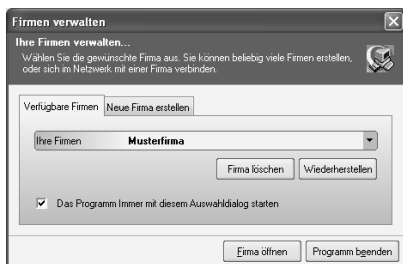 Firmen verwalten
Ihre Firmen verwalten...
Wählen Sie die gewünschte Firma aus. Sie können beliebig viele Firmen erstellen,
oder sich im Netzwerk mit einer Firma verbinden.
Verfügbare Firmen Neue Firma erstellen
Ihre Firmen Musterfirma
Firma löschen Wiederherstellen
Das Programm Immer mit diesem Auswahldialog starten
Firma öffnen Programm beenden